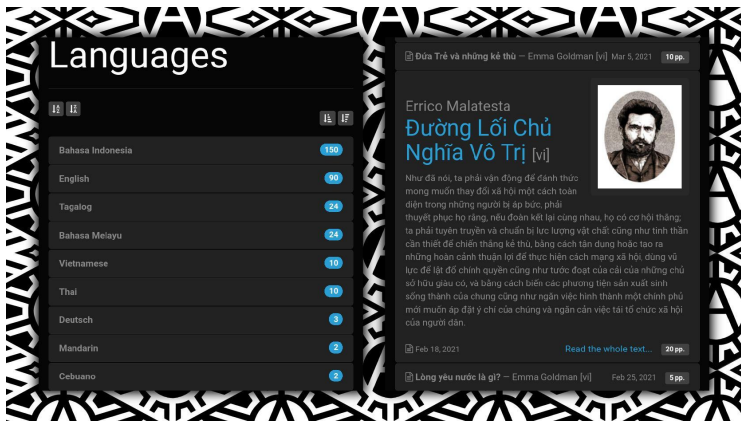 Languages
Bahasa Indonesia 150
English 90
Tagalog 24
Bahasa Melayu 24
Vietnamese 10
Thai 10
Deutsch 3
Mandarin 2
Cebuano 2
Đứa Trẻ và những kẻ thù — Emma Goldman [vi] Mar 5, 2021 10 pp.
Errico Malatesta
Đường Lối Chủ
Nghĩa Vô Trị [vi]
Như đã nói, ta phải vận động để đánh thức
mong muốn thay đổi xã hội một cách toàn
diện trong những người bị áp bức, phải
thuyết phục họ rằng, nếu đoàn kết lại cùng nhau, họ có cơ hội thắng;
ta phải tuyên truyền và chuẩn bị lực lượng vật chất cũng như tinh thần
cần thiết để chiến thắng kẻ thù, bằng cách tận dụng hoặc tạo ra
những hoàn cảnh thuận lợi để thực hiện cách mạng xã hội, dùng vũ
lực để lật đổ chính quyền cũng như tước đoạt của cải của những chủ
sở hữu giàu có, và bằng cách biến các phương tiện sản xuất sinh
sống thành của chung cũng như ngăn việc hình thành một chính phủ
mới muốn áp đặt ý chí của chúng và ngăn cản việc tái tổ chức xã hội
của người dân.
Feb 18, 2021 Read the whole text... 20 pp.
Lòng yêu nước là gì? — Emma Goldman [vi] Feb 25, 2021 5 pp.